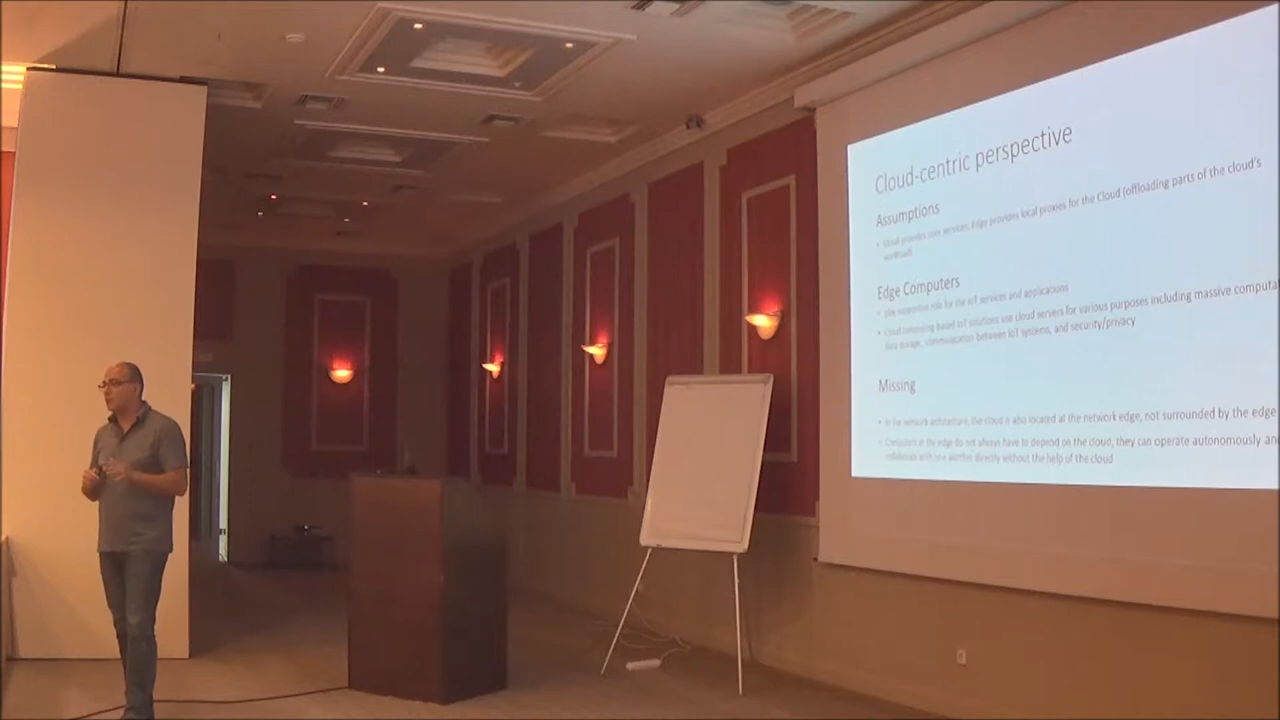 Cloud-centric perspective
Assumptions
• Cloud provides user services, Edge provides local proxies for the Cloud (offloading parts of the cloud's
workload)
Edge Computers
• play supportive role for the IoT services and applications
• Cloud computing-based IoT solutions use cloud servers for various purposes including massive
data storage, communication between IoT systems, and security/privacy
Missing
• In the network architecture, the cloud is also located at the network edge, not surrounded by the edge
• Computers at the edge do not always have to depend on the cloud, they can operate autonomously and
collaborate with one another directly without the help of the cloud